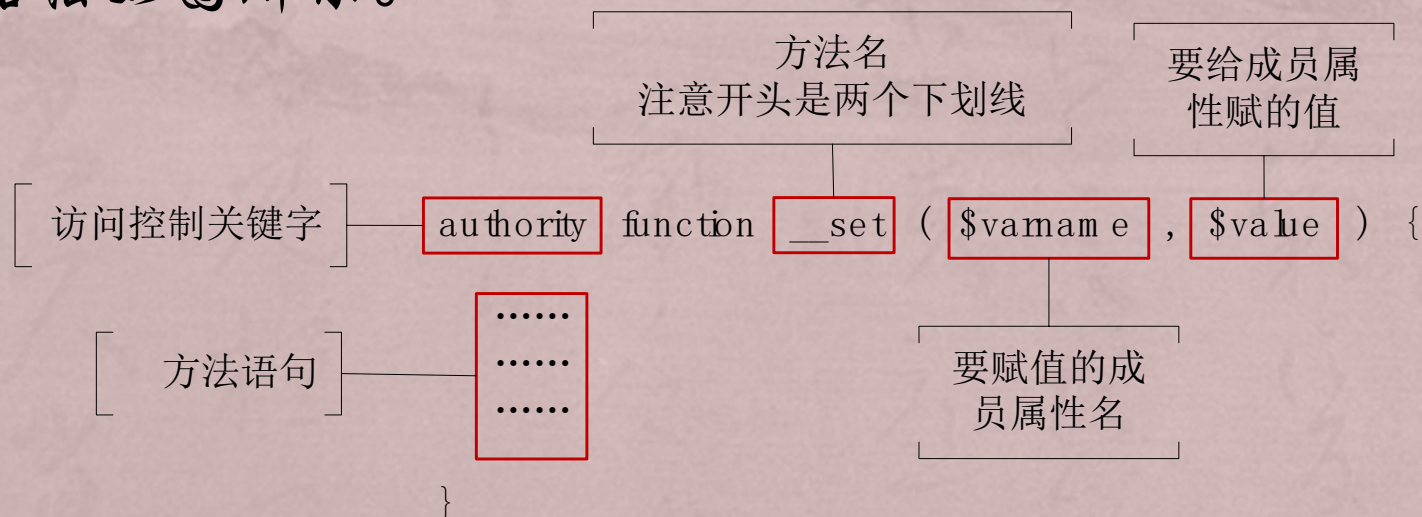 方法名
注意开头是两个下划线
要给成员属
性赋的值
访问控制关键字
authority function __set ( $varname , $value ) {
方法语句
……
……
……
要赋值的成
员属性名
}